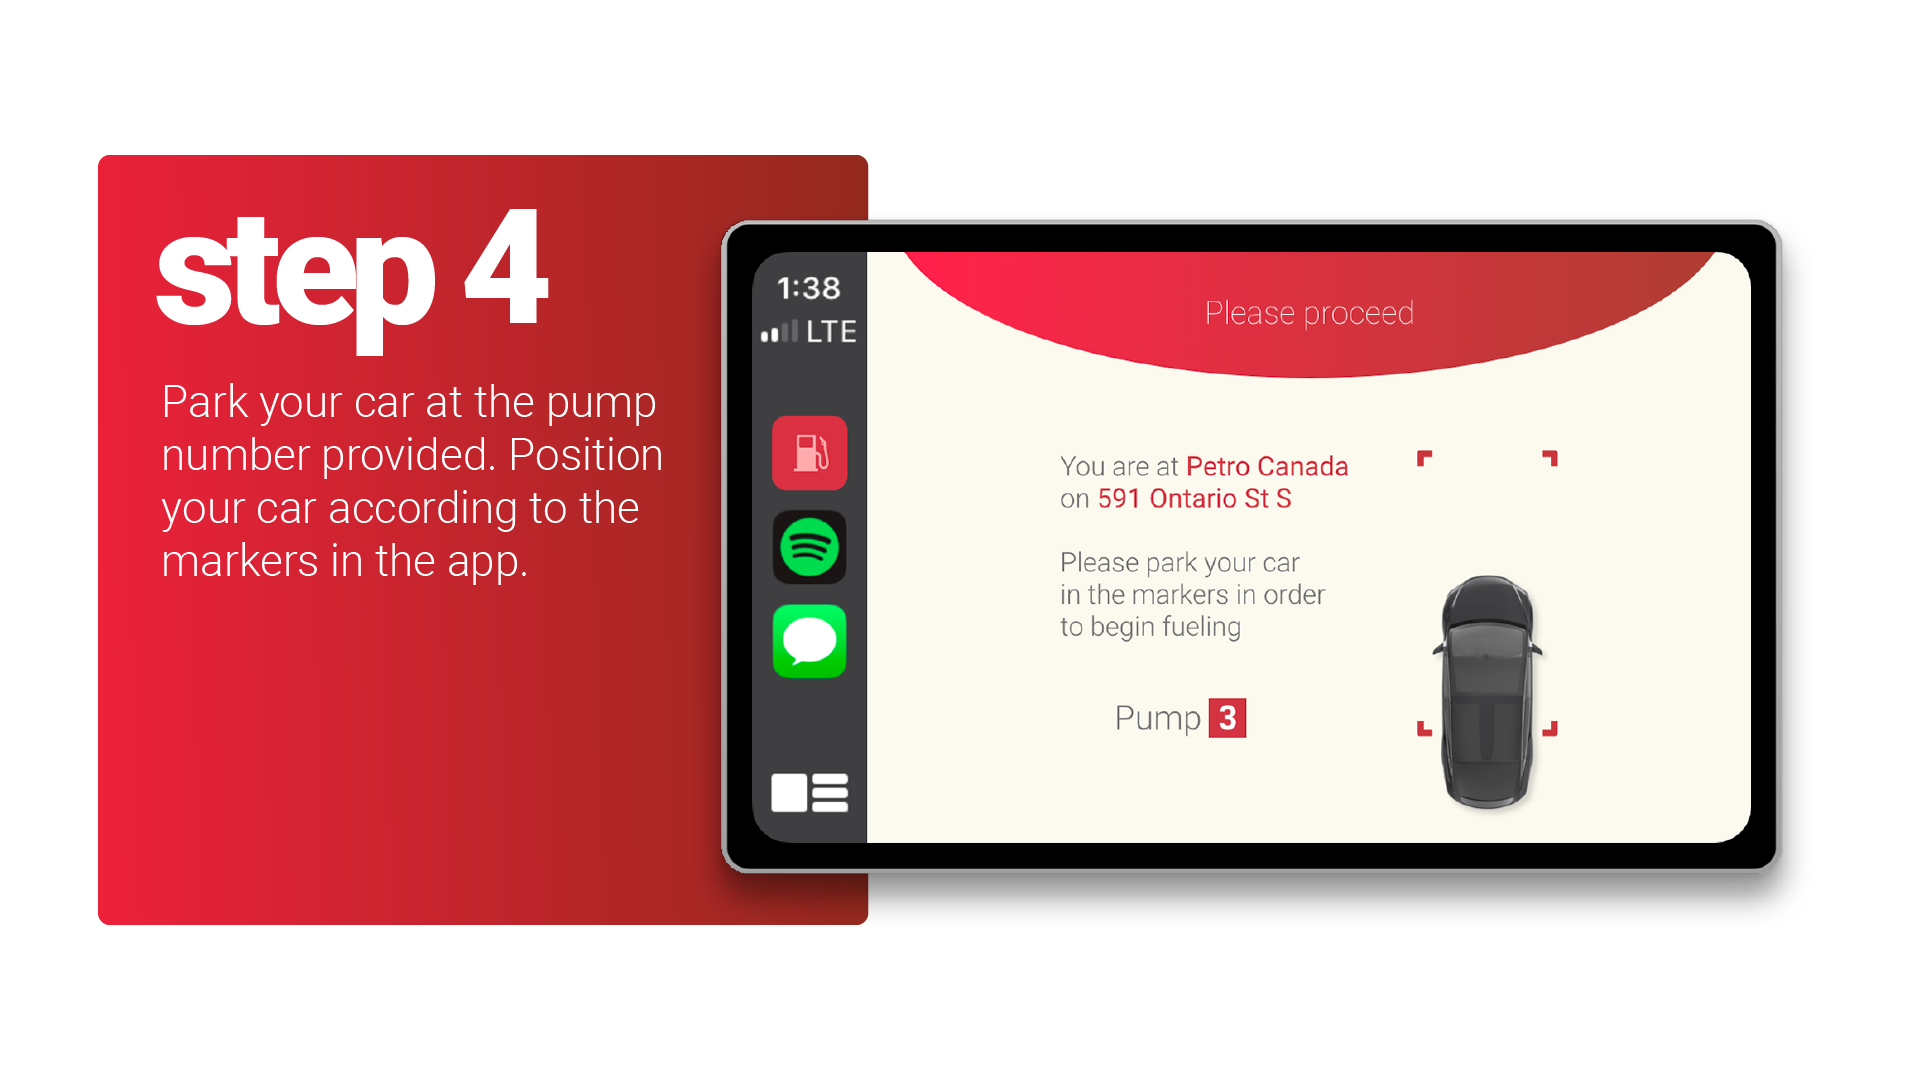 step 4
Park your car at the pump
number provided. Position
your car according to the
markers in the app.
1:38
LTE
Please proceed
You are at Petro Canada
on 591 Ontario St S
Please park your car
in the markers in order
to begin fueling
Pump 3